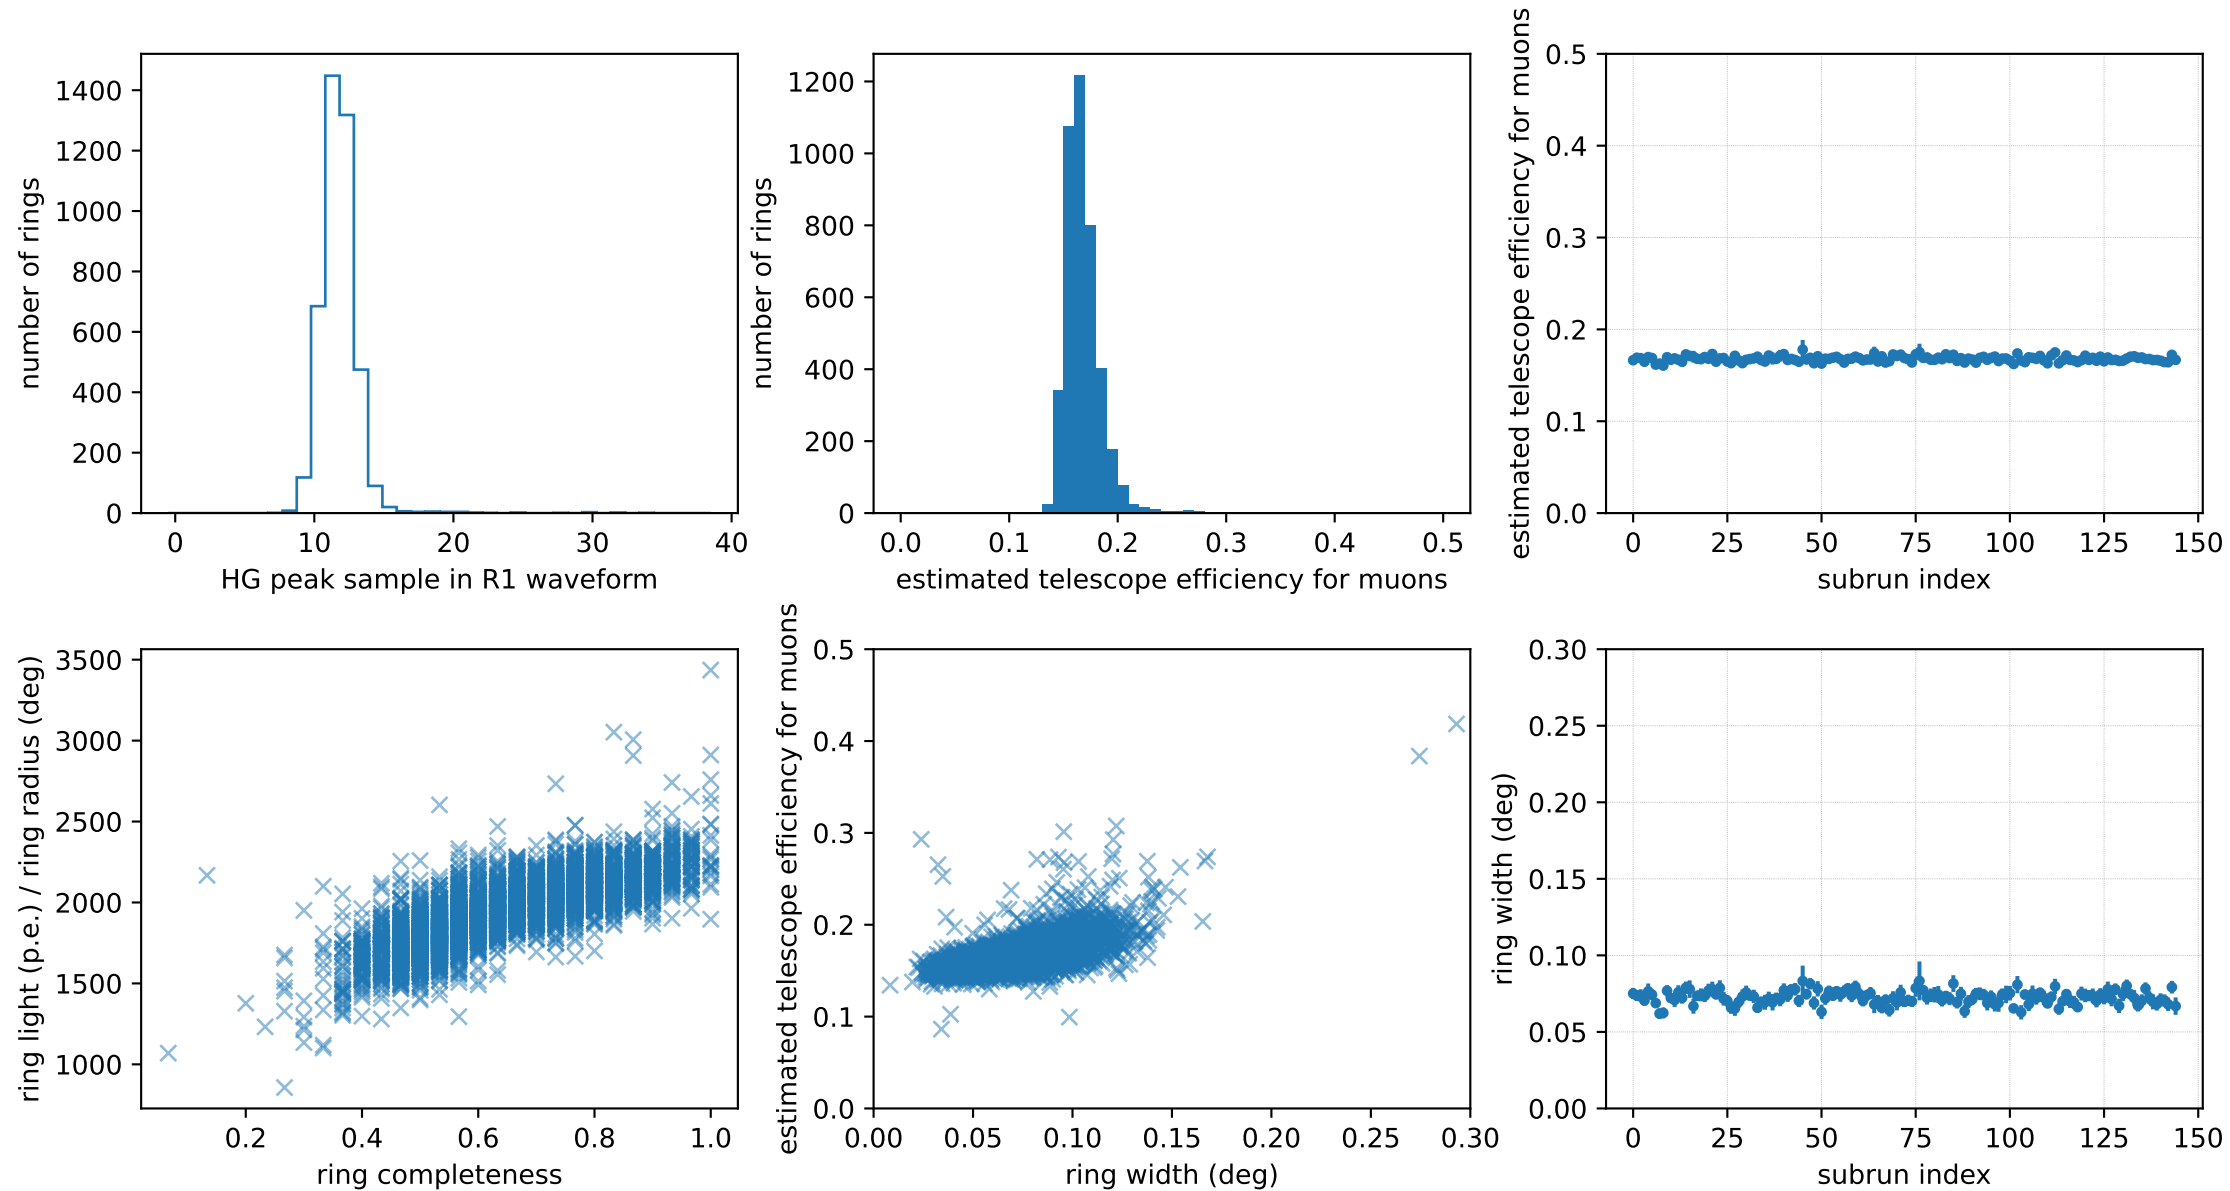 number of rings
1400
1200
1000
800
600
400
200
0
0 10 20 30 40
HG peak sample in R1 waveform
number of rings
1200
1000
800
600
400
200
0
0.0 0.1 0.2 0.3 0.4 0.5
estimated telescope efficiency for muons
estimated telescope efficiency for muons
0.5
0.4
0.3
0.2
0.1
0.0
0 25 50 75 100 125 150
subrun index
ring light (p.e.) / ring radius (deg)
3500
3000
2500
2000
1500
1000
0.2 0.4 0.6 0.8 1.0
ring completeness
estimated telescope efficiency for muons
0.5
0.4
0.3
0.2
0.1
0.0
0.00 0.05 0.10 0.15 0.20 0.25 0.30
ring width (deg)
ring width (deg)
0.30
0.25
0.20
0.15
0.10
0.05
0.00
0 25 50 75 100 125 150
subrun index